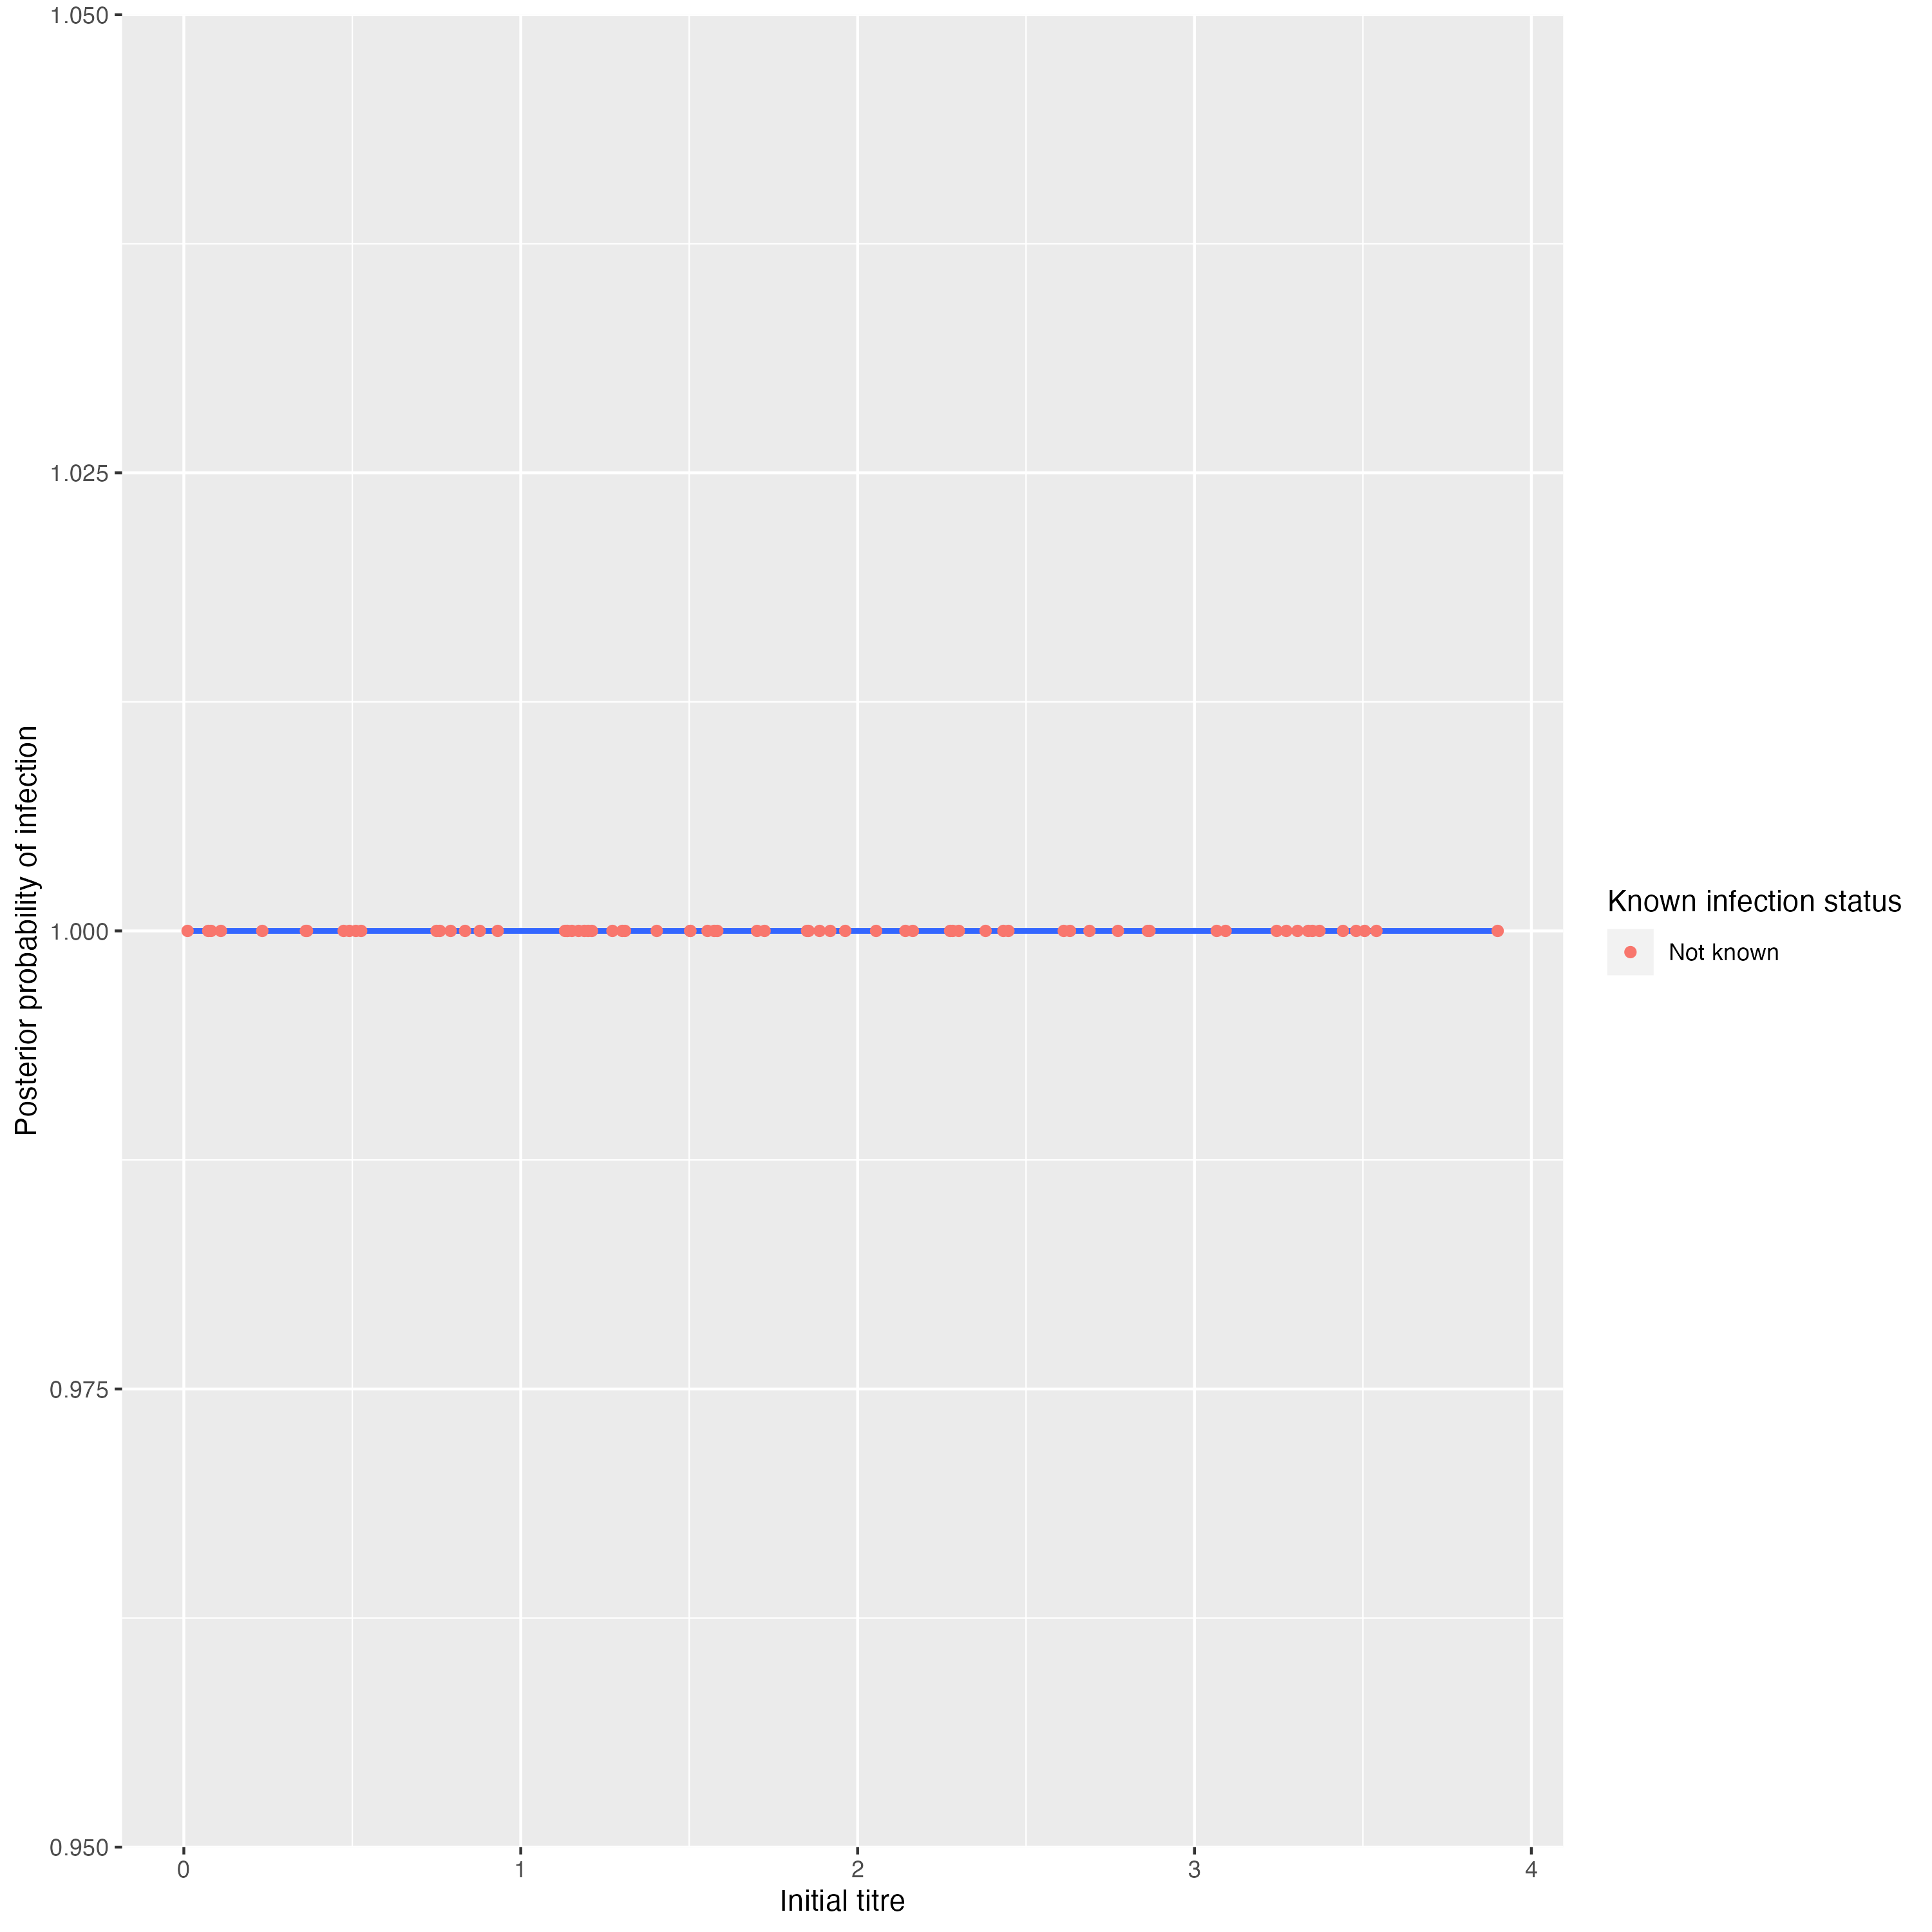 1.050
1.025
1.000
0.975
0.950
Posterior probability of infection
0 1 2 3 4
Initial titre
Known infection status
Not known